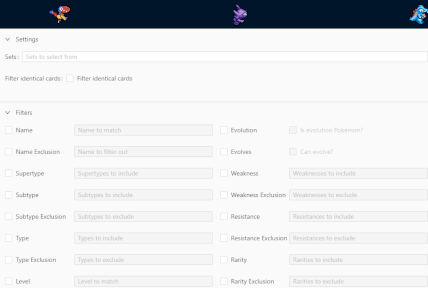 Settings
Sets: Sets to select from
Filter identical cards: Filter identical cards
Filters
Name Name to match Evolution Is evolution Pokemon?
Name Exclusion Name to filter out Evolves Can evolve?
Supertype Supertypes to include Weakness Weaknesses to include
Subtype Subtypes to include Weakness Exclusion Weaknesses to exclude
Subtype Exclusion Subtypes to exclude Resistance Resistances to include
Type Types to include Resistance Exclusion Resistances to exclude
Type Exclusion Types to exclude Rarity Rarities to include
Level Level to match Rarity Exclusion Rarities to exclude